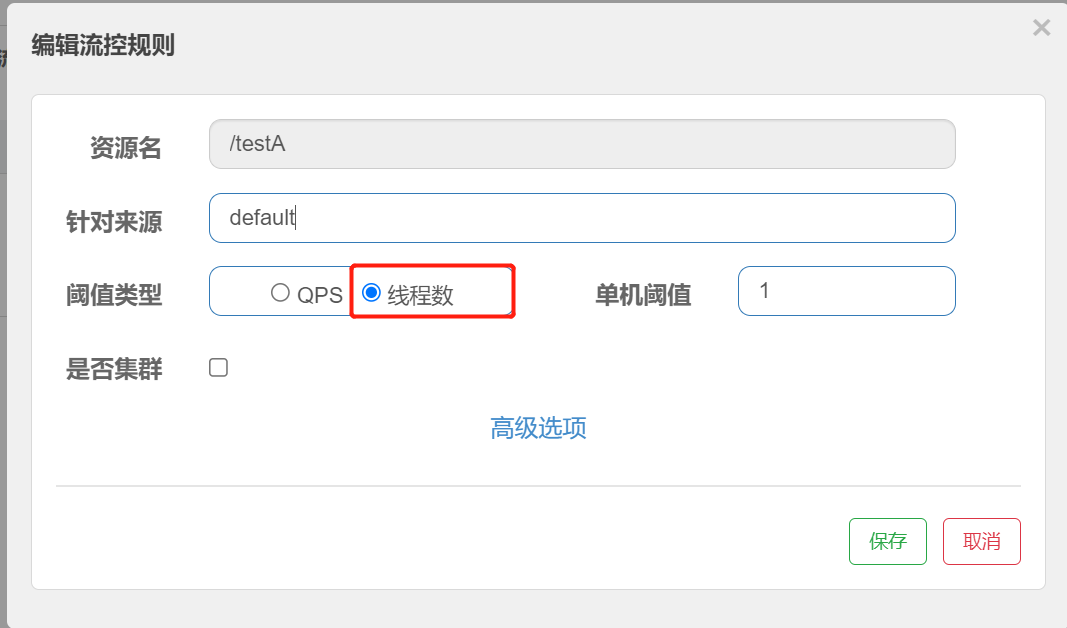 编辑流控规则
×
资源名 /testA
针对来源 default
阈值类型 QPS 线程数 单机阈值 1
是否集群
高级选项
保存 取消